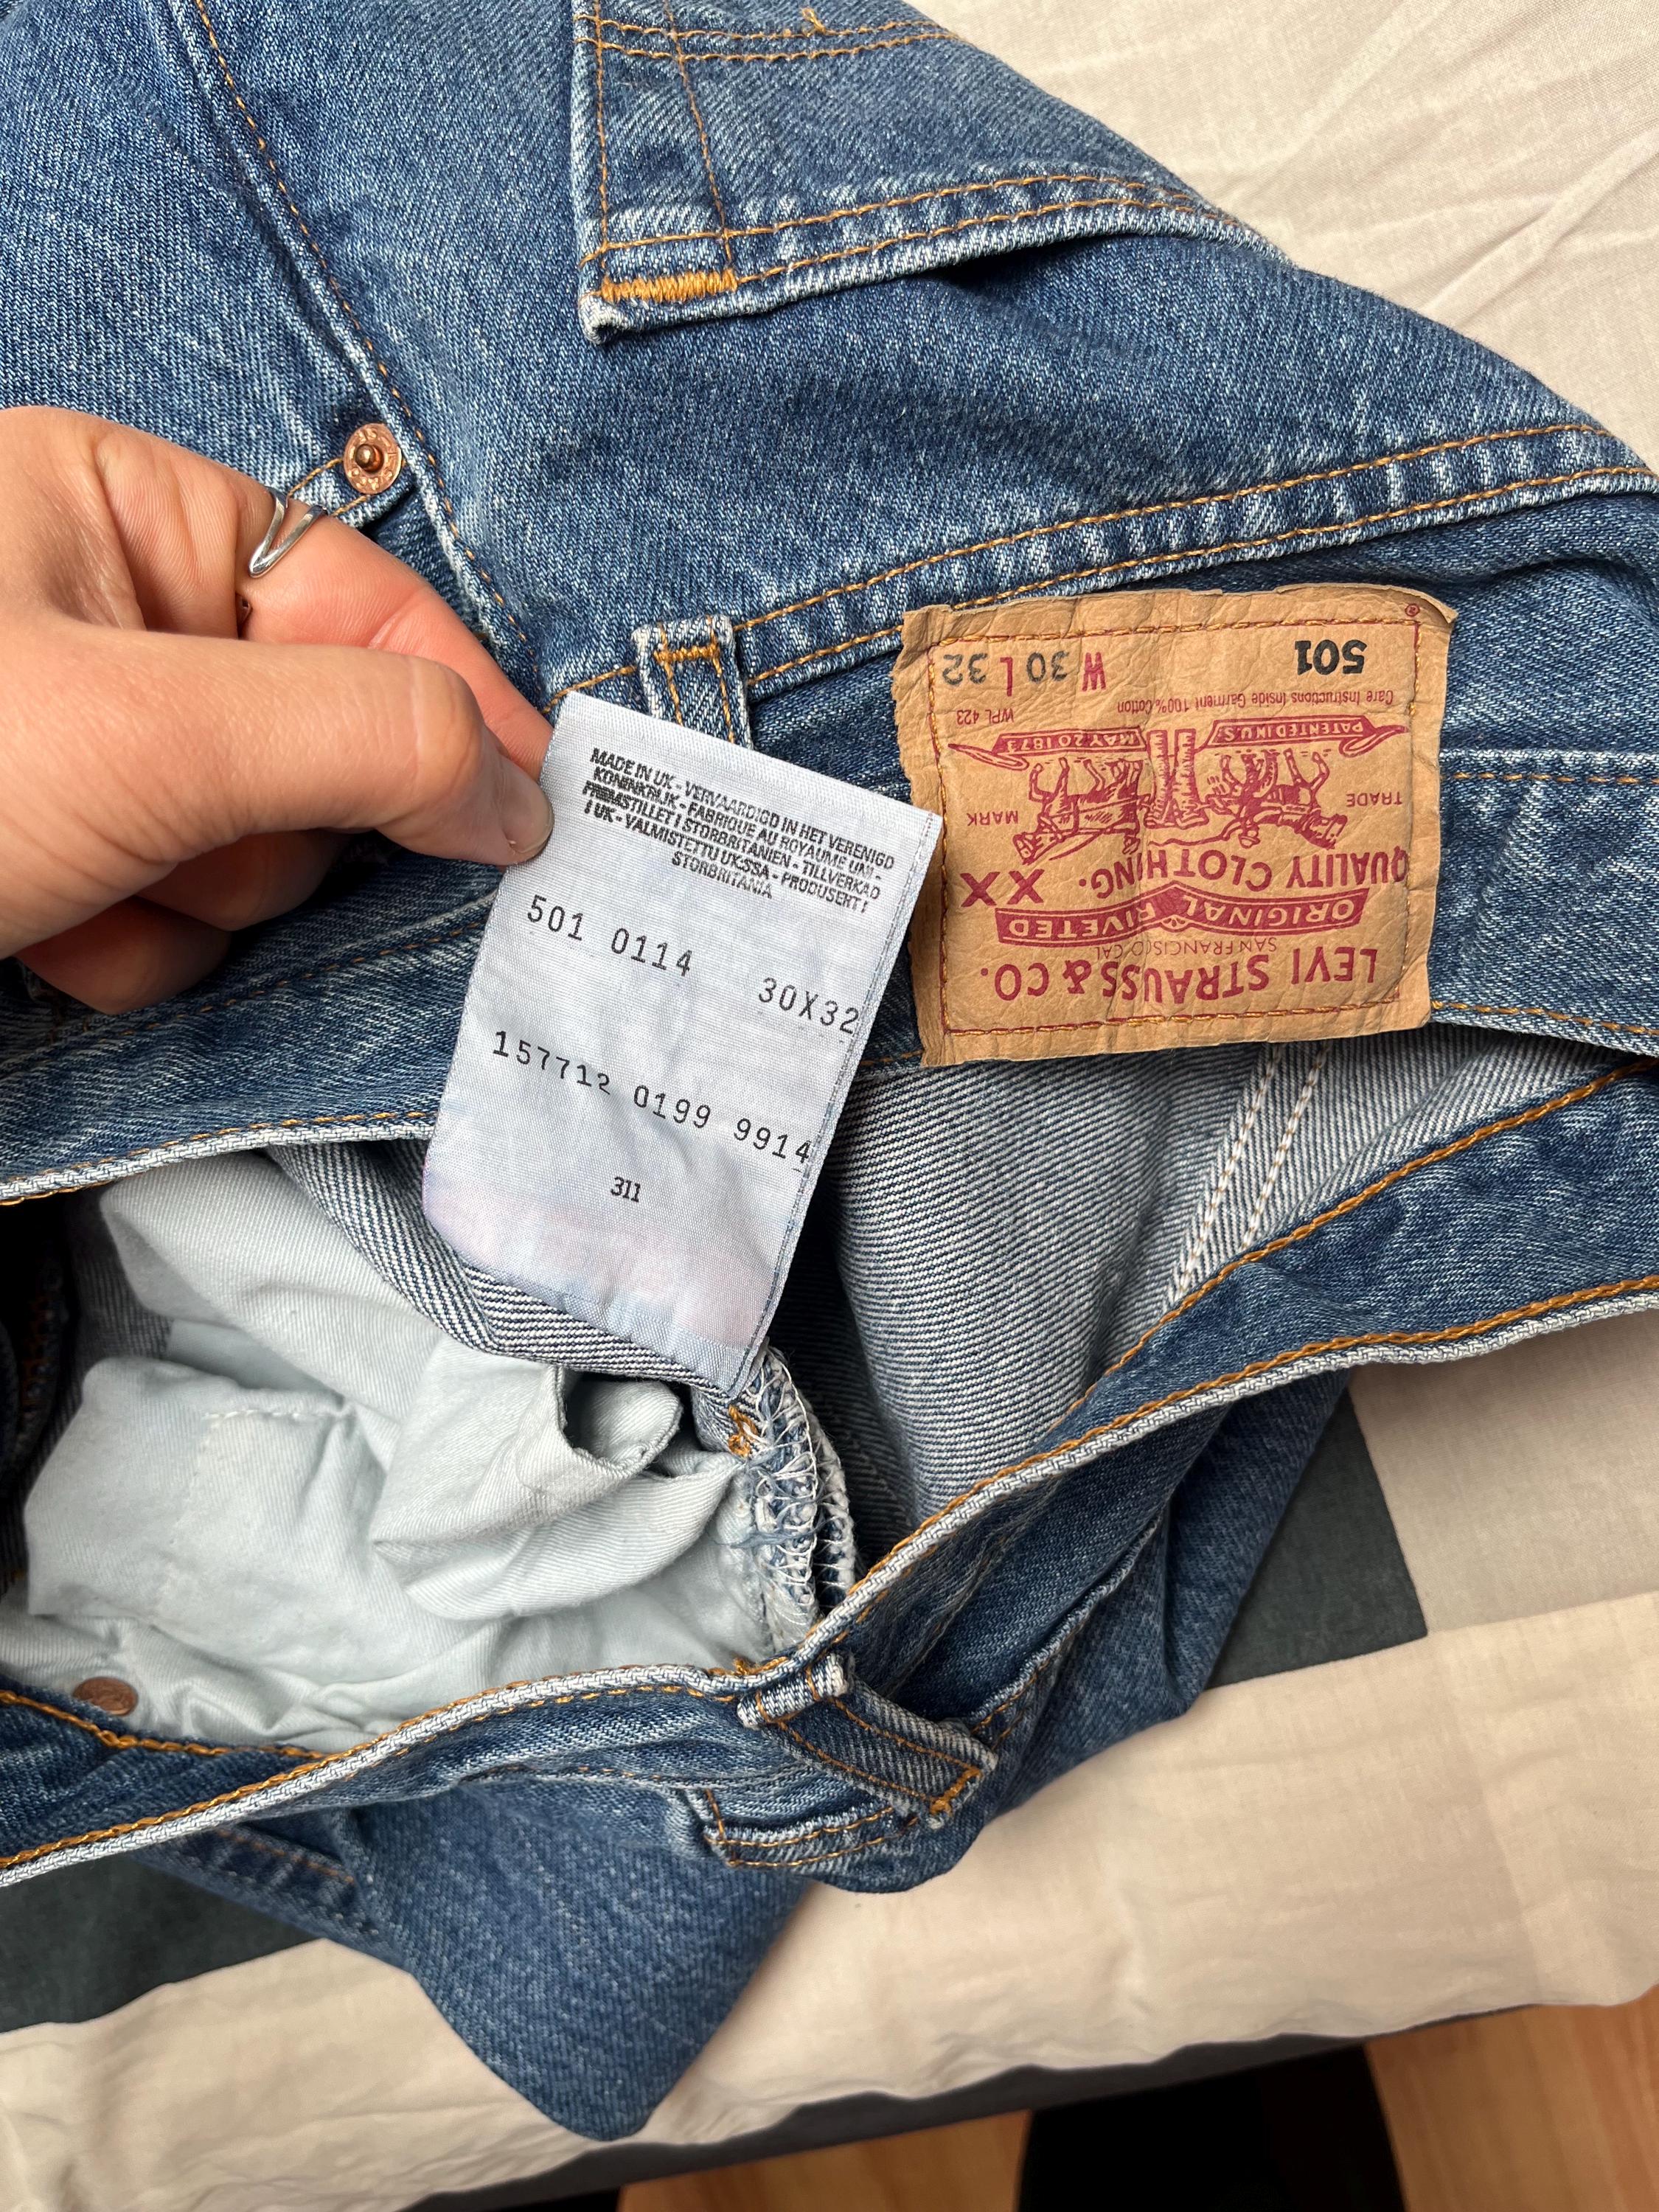 MADE IN UK - VERVAARDIGD IN HET VERENIGD
KONINKRIJK - FABRIQUE AU ROYAUME UNI -
FREMSTILLET I STORBRITANIEN - TILLVERKAD
I UK - VALMISTETTU UK:SSA - PRODUSERT I
STORBRITANIA
501 0114 30X32
157712 0199 9914
311
LEVI STRAUSS & CO.
SAN FRANCISCO CAL
ORIGINAL RIVETED
QUALITY CLOTHING. XX
TRADE MARK
PATENTED IN U.S. MAY 20 1873
Care Instructions Inside Garment 100% Cotton WPL 423
501 W 30 L 32
®